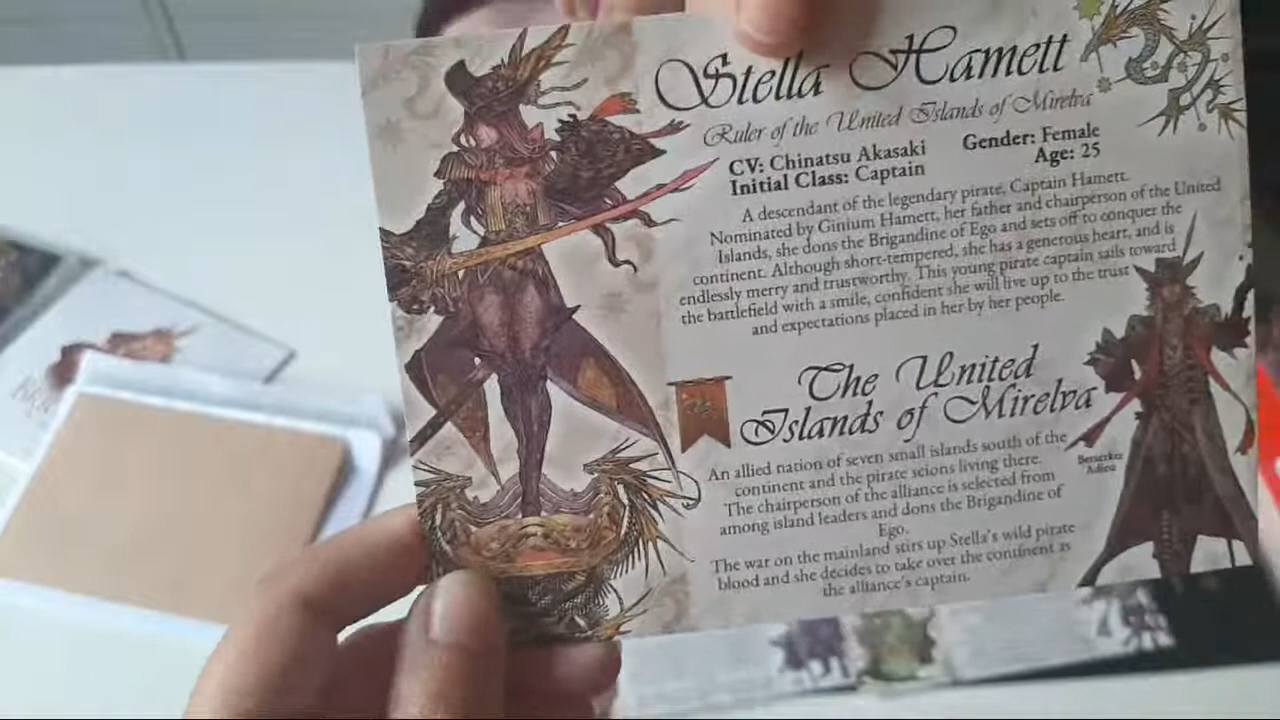 Stella Hamett
Ruler of the United Islands of Mirelva
CV: Chinatsu Akasaki
Initial Class: Captain
Gender: Female
Age: 25
A descendant of the legendary pirate, Captain Hamett.
Nominated by Ginium Hamett, her father and chairperson of the United
Islands, she dons the Brigandine of Ego and sets off to conquer the
continent. Although short-tempered, she has a generous heart, and is
endlessly merry and trustworthy. This young pirate captain sails toward
the battlefield with a smile, confident she will live up to the trust
and expectations placed in her by her people.
The United
Islands of Mirelva
An allied nation of seven small islands south of the
continent and the pirate scions living there.
The chairperson of the alliance is selected from
among island leaders and dons the Brigandine of
Ego.
The war on the mainland stirs up Stella's wild pirate
blood and she decides to take over the continent as
the alliance's captain.
Berserker
Adieu